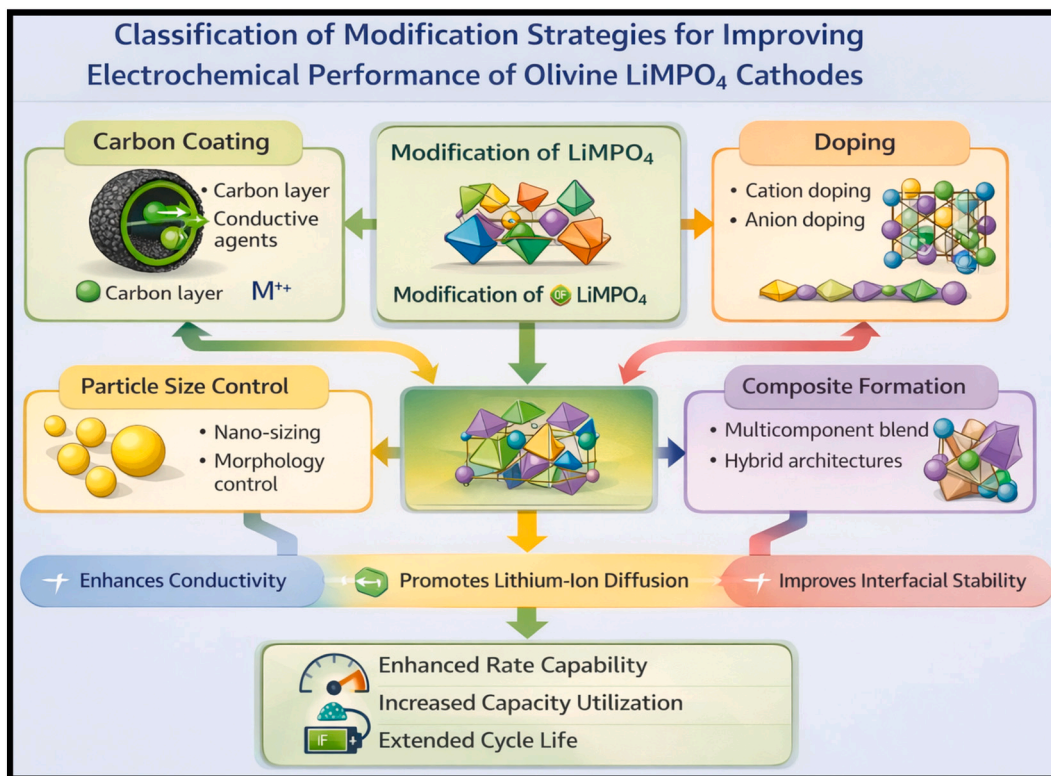 Classification of Modification Strategies for Improving
Electrochemical Performance of Olivine LiMPO₄ Cathodes
Carbon Coating
• Carbon layer
• Conductive
agents
Carbon layer M⁺⁺
Modification of LiMPO₄
Modification of OF LiMPO₄
Doping
• Cation doping
• Anion doping
Particle Size Control
• Nano-sizing
• Morphology
control
Composite Formation
• Multicomponent blend
• Hybrid architectures
Enhances Conductivity
Promotes Lithium-Ion Diffusion
Improves Interfacial Stability
Enhanced Rate Capability
Increased Capacity Utilization
Extended Cycle Life
IF